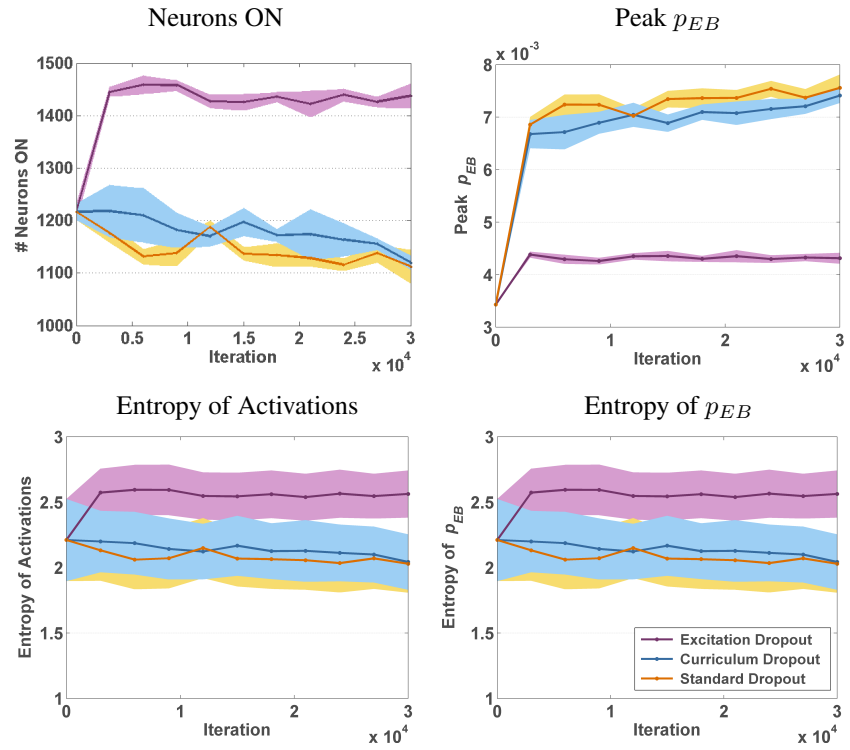 Neurons ON
# Neurons ON
1500
1400
1300
1200
1100
1000
0 0.5 1 1.5 2 2.5 3
Iteration
x 10^4
Peak p_EB
x 10^-3
Peak p_EB
8
7
6
5
4
3
0 1 2 3
Iteration
x 10^4
Entropy of Activations
Entropy of Activations
3
2.5
2
1.5
1
0 1 2 3
Iteration
x 10^4
Entropy of p_EB
Entropy of p_EB
3
2.5
2
1.5
1
Excitation Dropout
Curriculum Dropout
Standard Dropout
0 1 2 3
Iteration
x 10^4